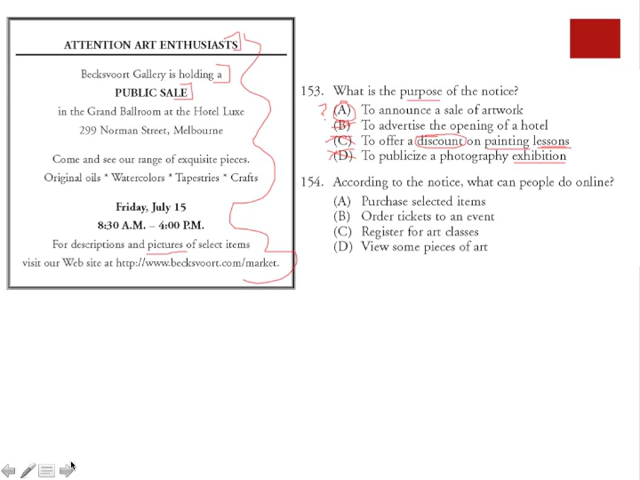 ATTENTION ART ENTHUSIASTS
Becksvoort Gallery is holding a
PUBLIC SALE
in the Grand Ballroom at the Hotel Luxe
299 Norman Street, Melbourne
Come and see our range of exquisite pieces.
Original oils * Watercolors * Tapestries * Crafts
Friday, July 15
8:30 A.M. – 4:00 P.M.
For descriptions and pictures of select items
visit our Web site at http://www.becksvoort.com/market.
153. What is the purpose of the notice?
? (A) To announce a sale of artwork
(B) To advertise the opening of a hotel
(C) To offer a discount on painting lessons
(D) To publicize a photography exhibition
154. According to the notice, what can people do online?
(A) Purchase selected items
(B) Order tickets to an event
(C) Register for art classes
(D) View some pieces of art